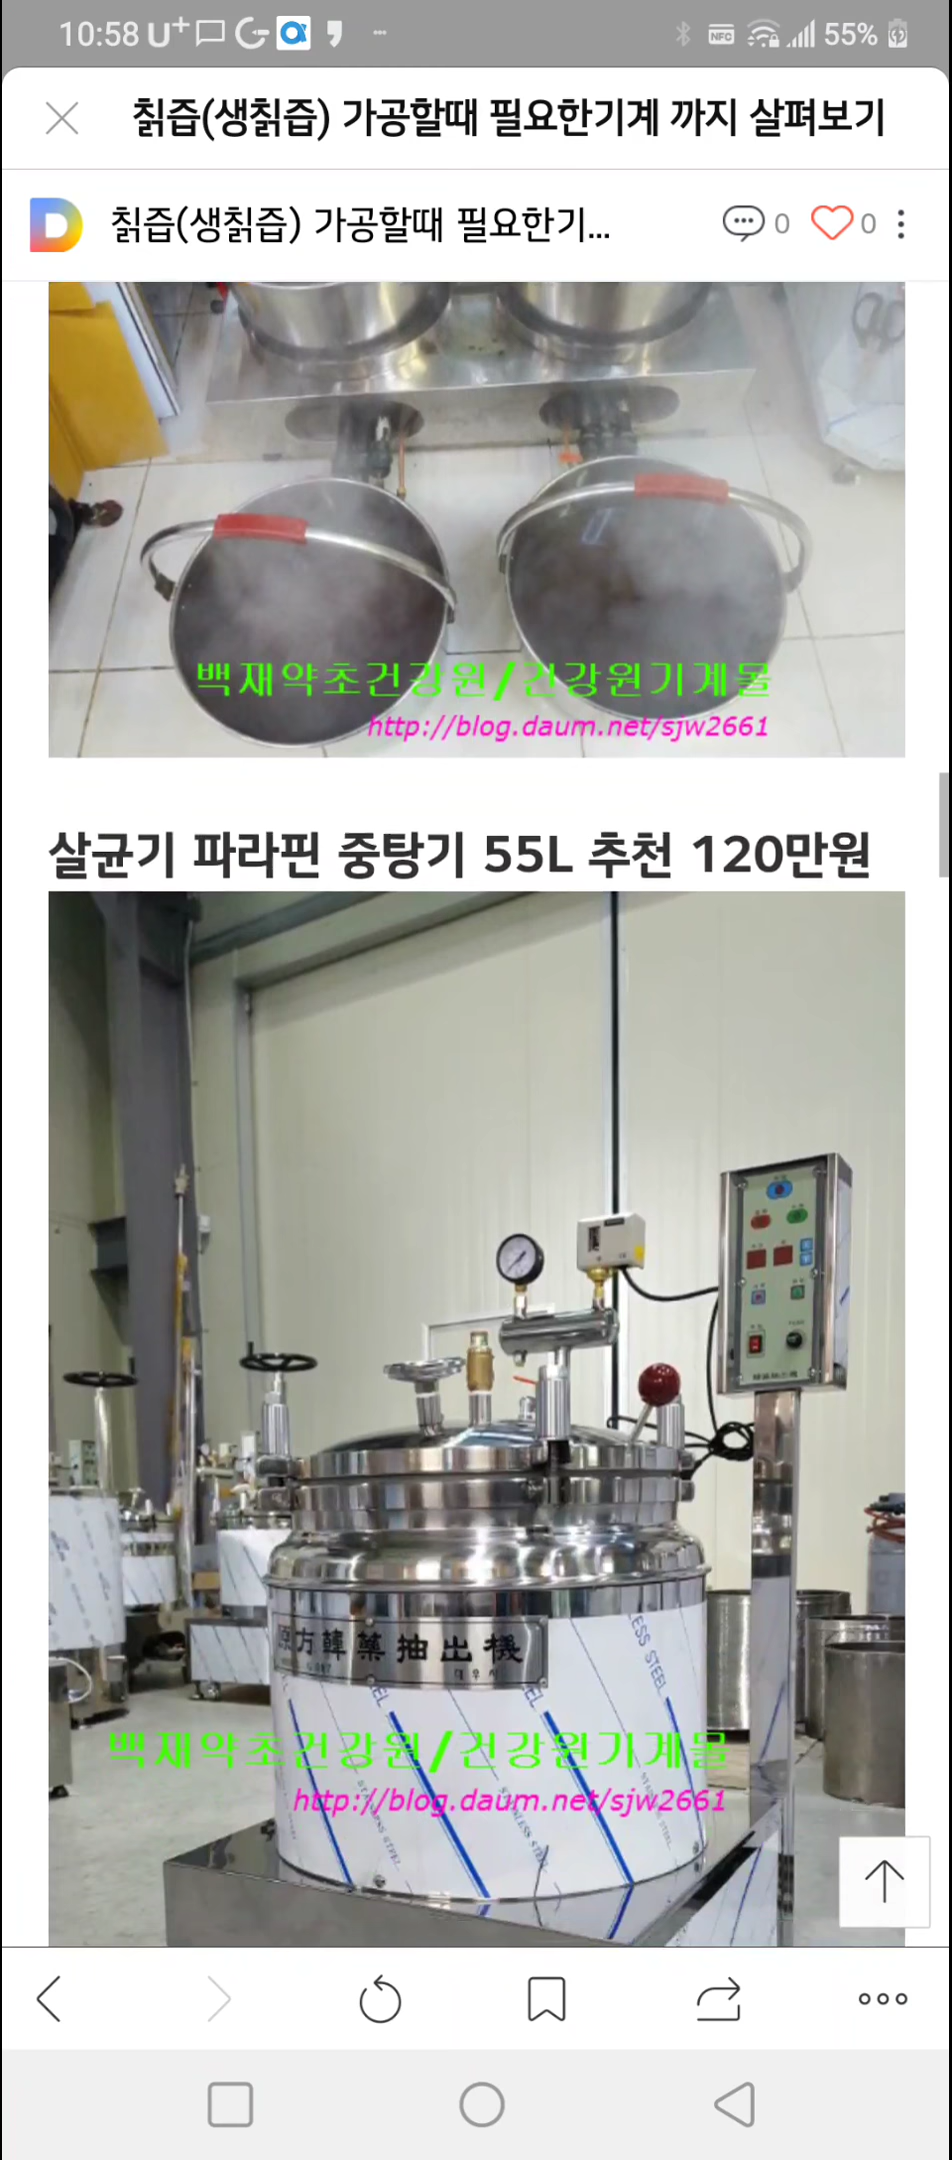 10:58 U+ 55%
NFC
칡즙(생칡즙) 가공할때 필요한기계 까지 살펴보기
칡즙(생칡즙) 가공할때 필요한기... 0 0
백재약초건강원/건강원기계몰
http://blog.daum.net/sjw2661
살균기 파라핀 중탕기 55L 추천 120만원
原方韓藥抽出機
백재약초건강원/건강원기계몰
http://blog.daum.net/sjw2661